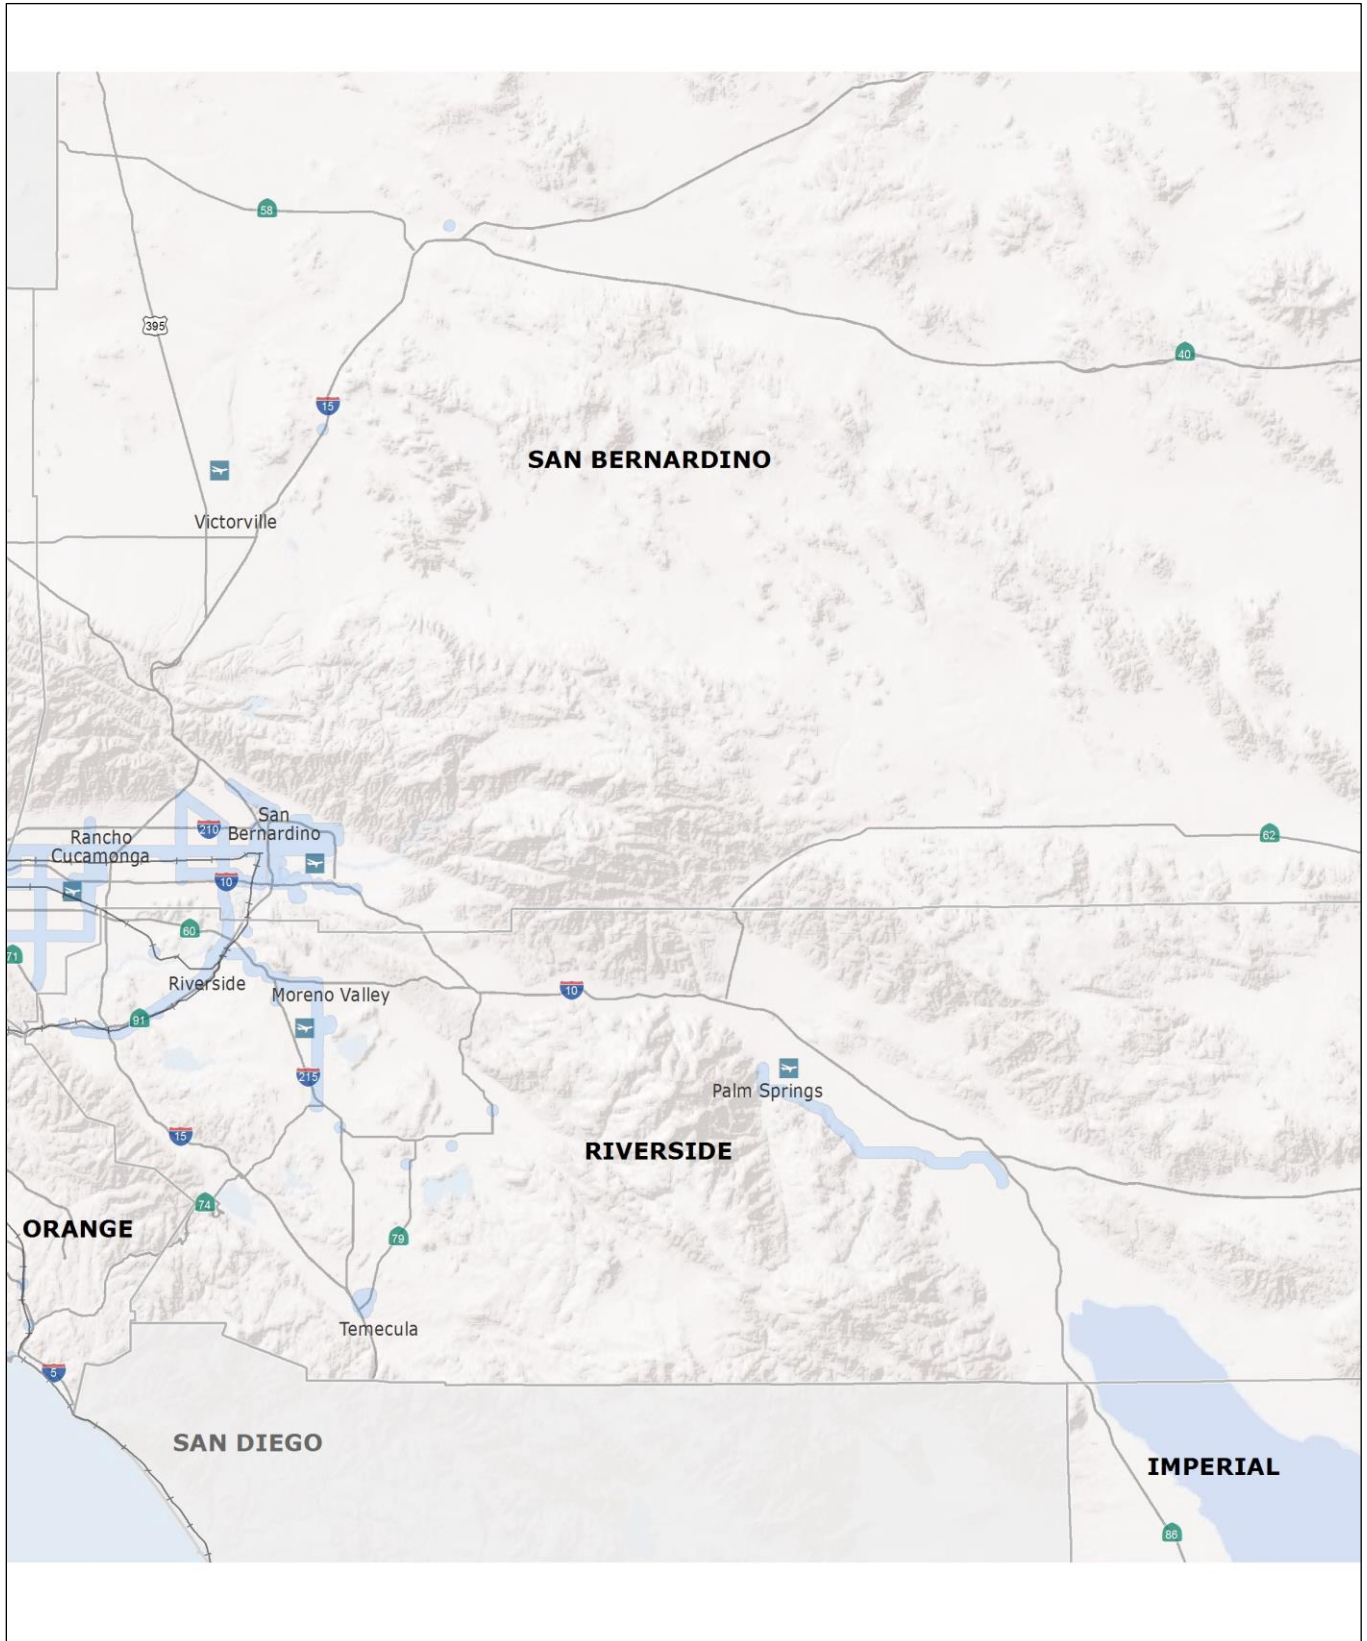 58
395
40
15
SAN BERNARDINO
Victorville
San
Bernardino
210
Rancho
Cucamonga
62
10
60
71
Riverside
Moreno Valley
10
91
215
Palm Springs
15
RIVERSIDE
74
ORANGE
79
Temecula
5
SAN DIEGO
IMPERIAL
86